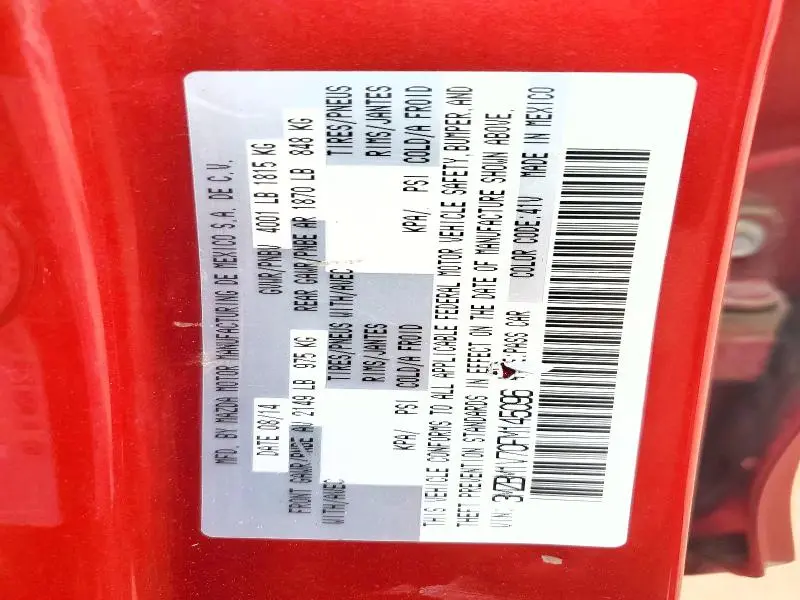 MFD. BY MAZDA MOTOR MANUFACTURING DE MEXICO S.A. DE C.V.
DATE 08/14 GVWR/PNBV 4001 LB 1815 KG
FRONT GAWR/PNBE AV 2149 LB 975 KG REAR GAWR/PNBE AR 1870 LB 848 KG
WITH/AVEC TIRES/PNEUS WITH/AVEC TIRES/PNEUS
RIMS/JANTES RIMS/JANTES
KPA/ PSI COLD/A FROID KPA/ PSI COLD/A FROID
THIS VEHICLE CONFORMS TO ALL APPLICABLE FEDERAL MOTOR VEHICLE SAFETY, BUMPER, AND
THEFT PREVENTION STANDARDS IN EFFECT ON THE DATE OF MANUFACTURE SHOWN ABOVE.
VIN: 3MZBM1V70FM145096 PASS CAR COLOR CODE:41V MADE IN MEXICO